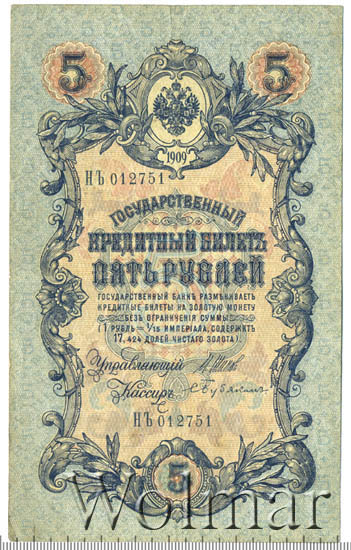 5 5
1909
НЪ 012751
ГОСУДАРСТВЕННЫЙ
КРЕДИТНЫЙ БИЛЕТЪ
ПЯТЬ РУБЛЕЙ
ГОСУДАРСТВЕННЫЙ БАНКЪ РАЗМѢНИВАЕТЪ
КРЕДИТНЫЕ БИЛЕТЫ НА ЗОЛОТУЮ МОНЕТУ
БЕЗЪ ОГРАНИЧЕНІЯ СУММЫ
(1 РУБЛЬ = 1/15 ИМПЕРІАЛА, СОДЕРЖИТЪ
17,424 ДОЛЕЙ ЧИСТАГО ЗОЛОТА).
Управляющій
Кассиръ
НЪ 012751
5
Wolmar